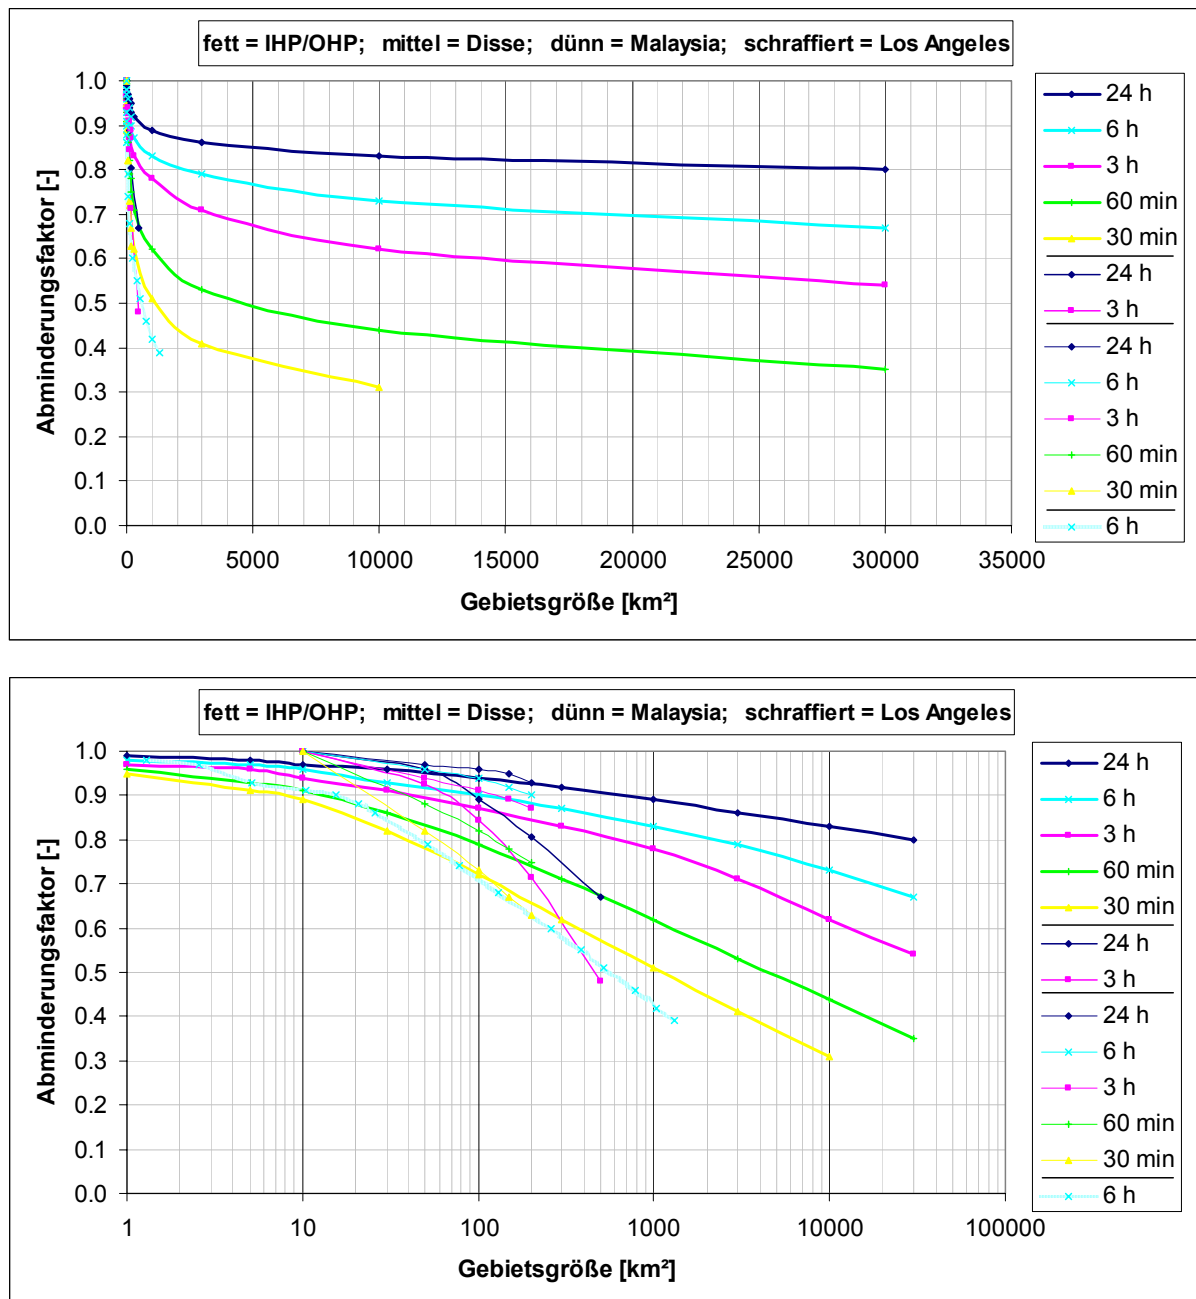 fett = IHP/OHP; mittel = Disse; dünn = Malaysia; schraffiert = Los Angeles
1.0
0.9
0.8
0.7
0.6
0.5
0.4
0.3
0.2
0.1
0.0
Abminderungsfaktor [-]
0 5000 10000 15000 20000 25000 30000 35000
Gebietsgröße [km²]
24 h
6 h
3 h
60 min
30 min
24 h
3 h
24 h
6 h
3 h
60 min
30 min
6 h
fett = IHP/OHP; mittel = Disse; dünn = Malaysia; schraffiert = Los Angeles
1.0
0.9
0.8
0.7
0.6
0.5
0.4
0.3
0.2
0.1
0.0
Abminderungsfaktor [-]
1 10 100 1000 10000 100000
Gebietsgröße [km²]
24 h
6 h
3 h
60 min
30 min
24 h
3 h
24 h
6 h
3 h
60 min
30 min
6 h